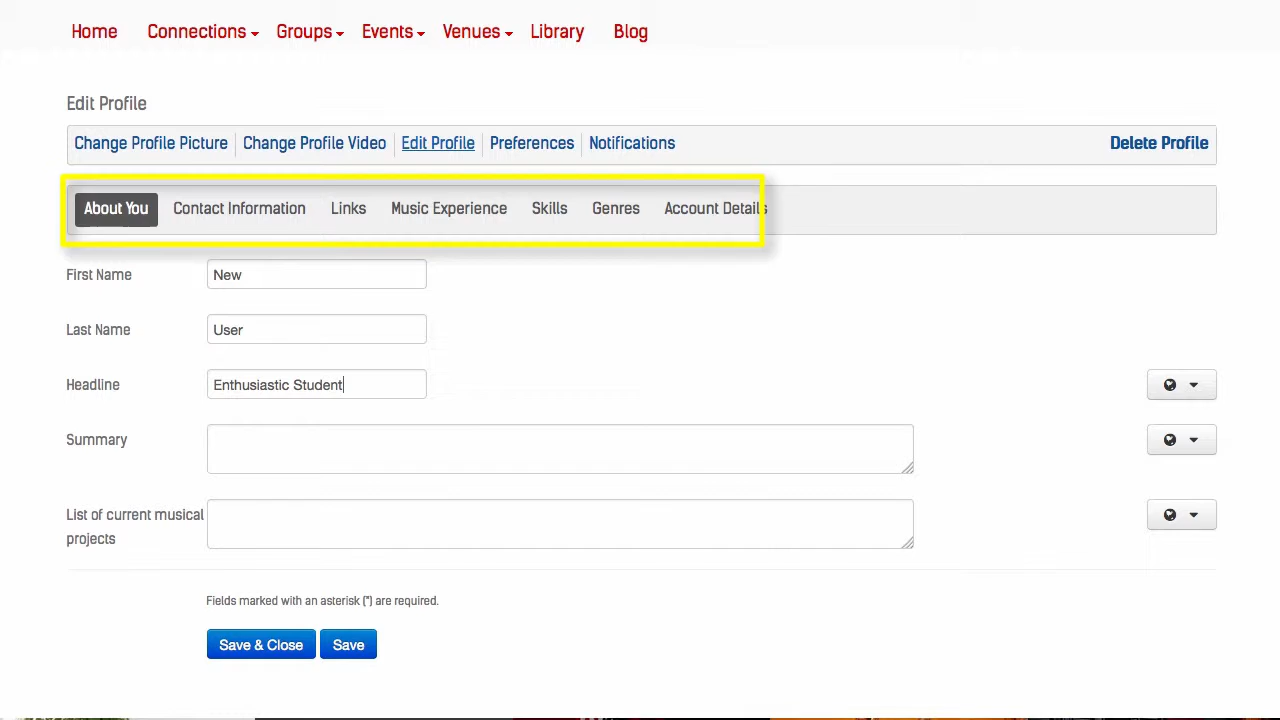 Home Connections Groups Events Venues Library Blog
Edit Profile
Change Profile Picture Change Profile Video Edit Profile Preferences Notifications Delete Profile
About You Contact Information Links Music Experience Skills Genres Account Details
First Name New
Last Name User
Headline Enthusiastic Student
Summary
List of current musical
projects
Fields marked with an asterisk (*) are required.
Save & Close Save